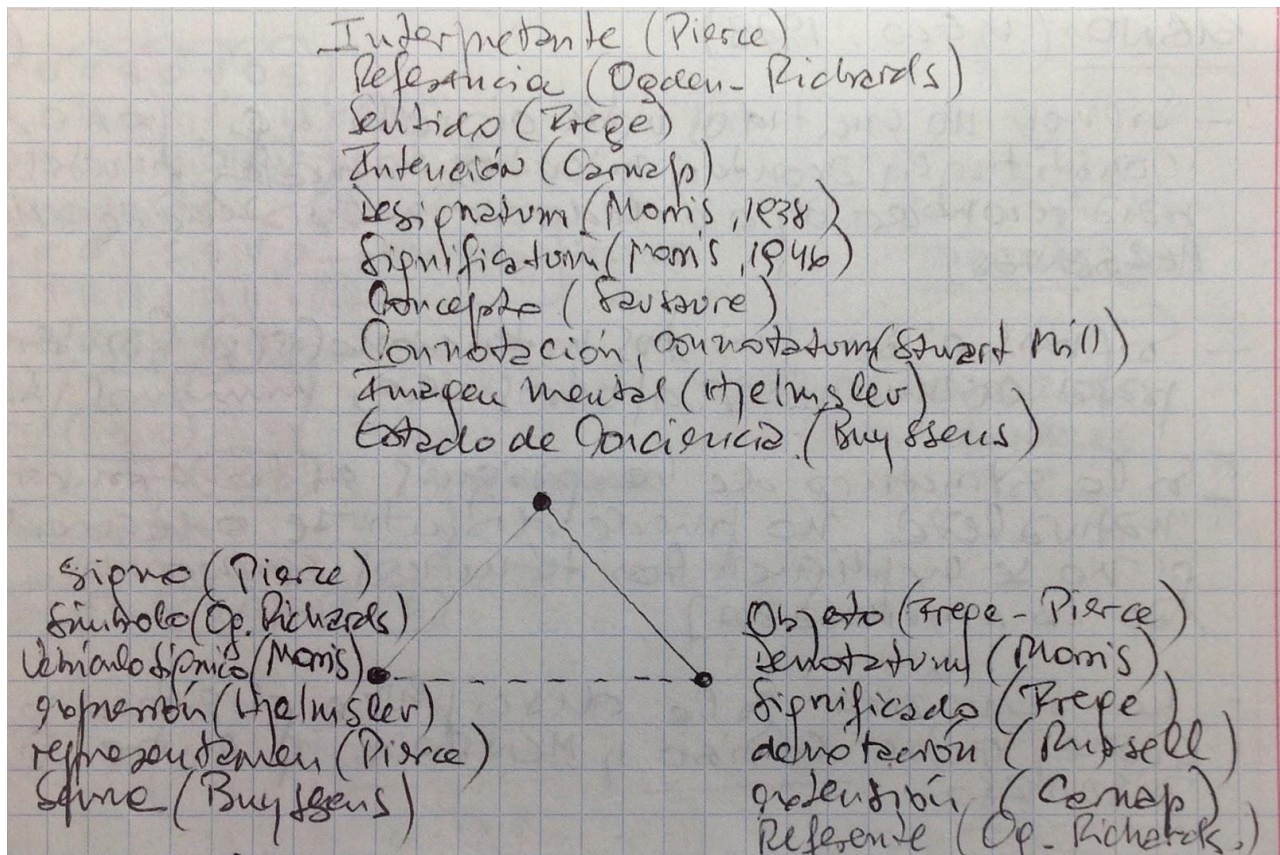 Interpretante (Pierce)
Referencia (Ogden-Richards)
Sentido (Frege)
Intención (Carnap)
Designatum (Morris, 1938)
Significatum (Morris, 1946)
Concepto (Saussure)
Connotación, connotatum (Stuart Mill)
Imagen mental (Hjelmslev)
Estado de Conciencia (Buyssens)
Signo (Pierce)
Símbolo (Og. Richards)
Vehículo sígnico (Morris)
expresión (Hjelmslev)
representamen (Pierce)
Seme (Buyssens)
Objeto (Frege-Pierce)
Denotatum (Morris)
Significado (Frege)
denotación (Russell)
extensión (Carnap)
Referente (Og. Richards.)